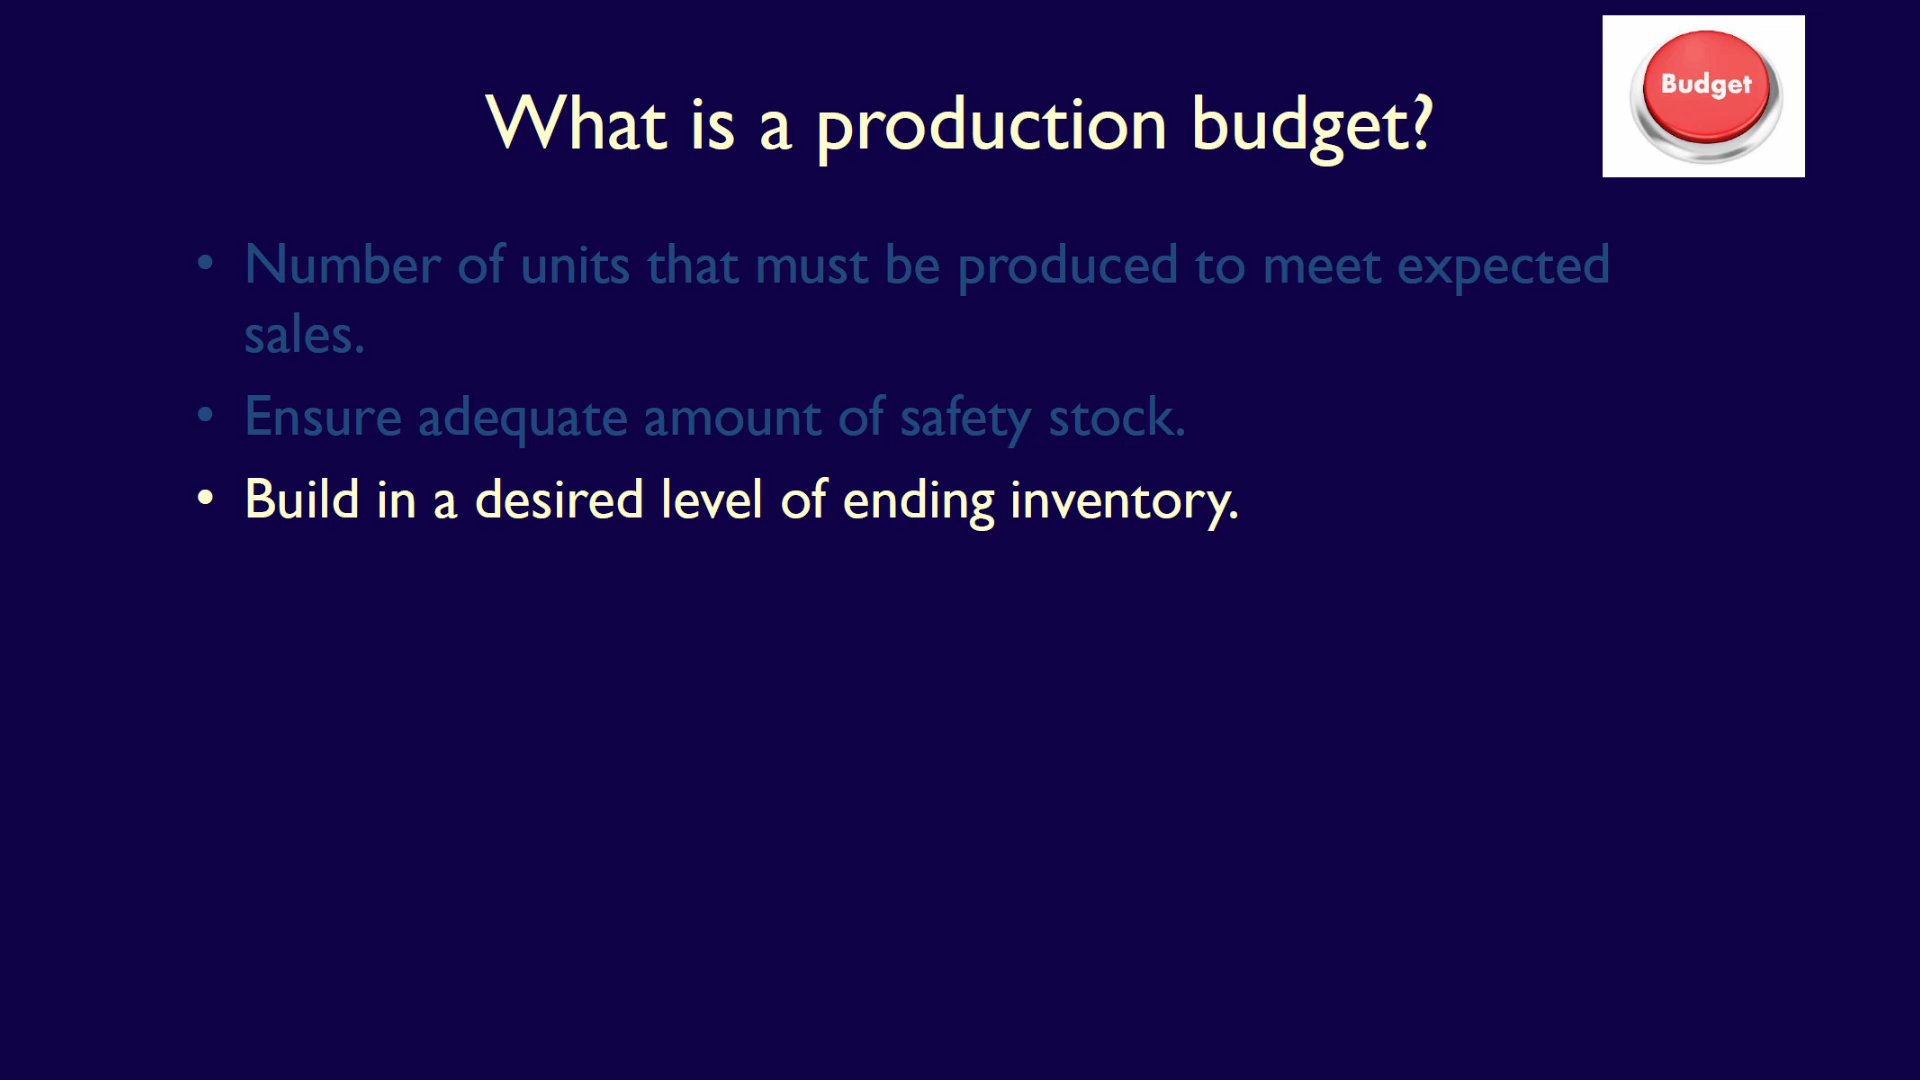 Budget
What is a production budget?
• Number of units that must be produced to meet expected
sales.
• Ensure adequate amount of safety stock.
• Build in a desired level of ending inventory.